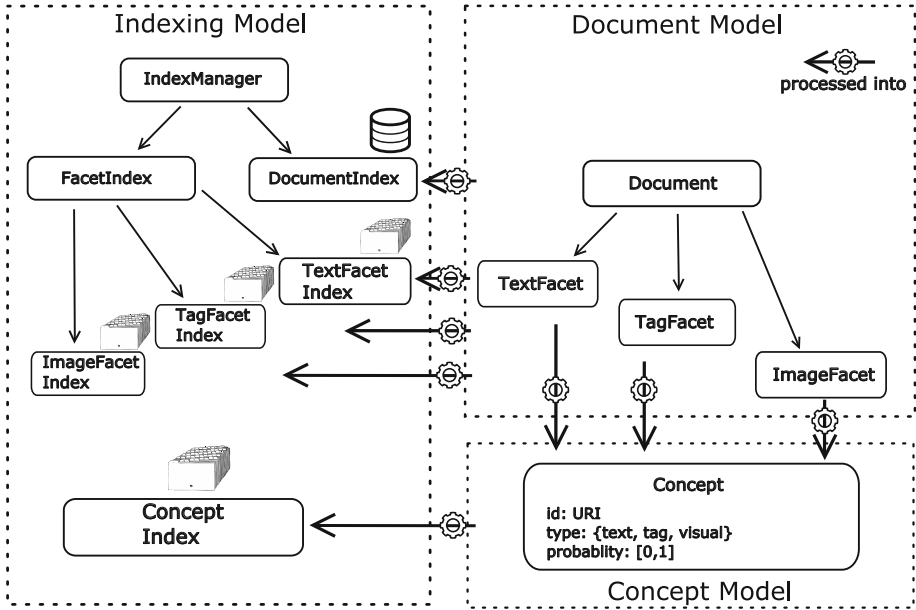 Indexing Model
IndexManager
FacetIndex
DocumentIndex
TextFacet
Index
TagFacet
Index
ImageFacet
Index
Concept
Index
Document Model
processed into
Document
TextFacet
TagFacet
ImageFacet
Concept
id: URI
type: {text, tag, visual}
probablity: [0,1]
Concept Model